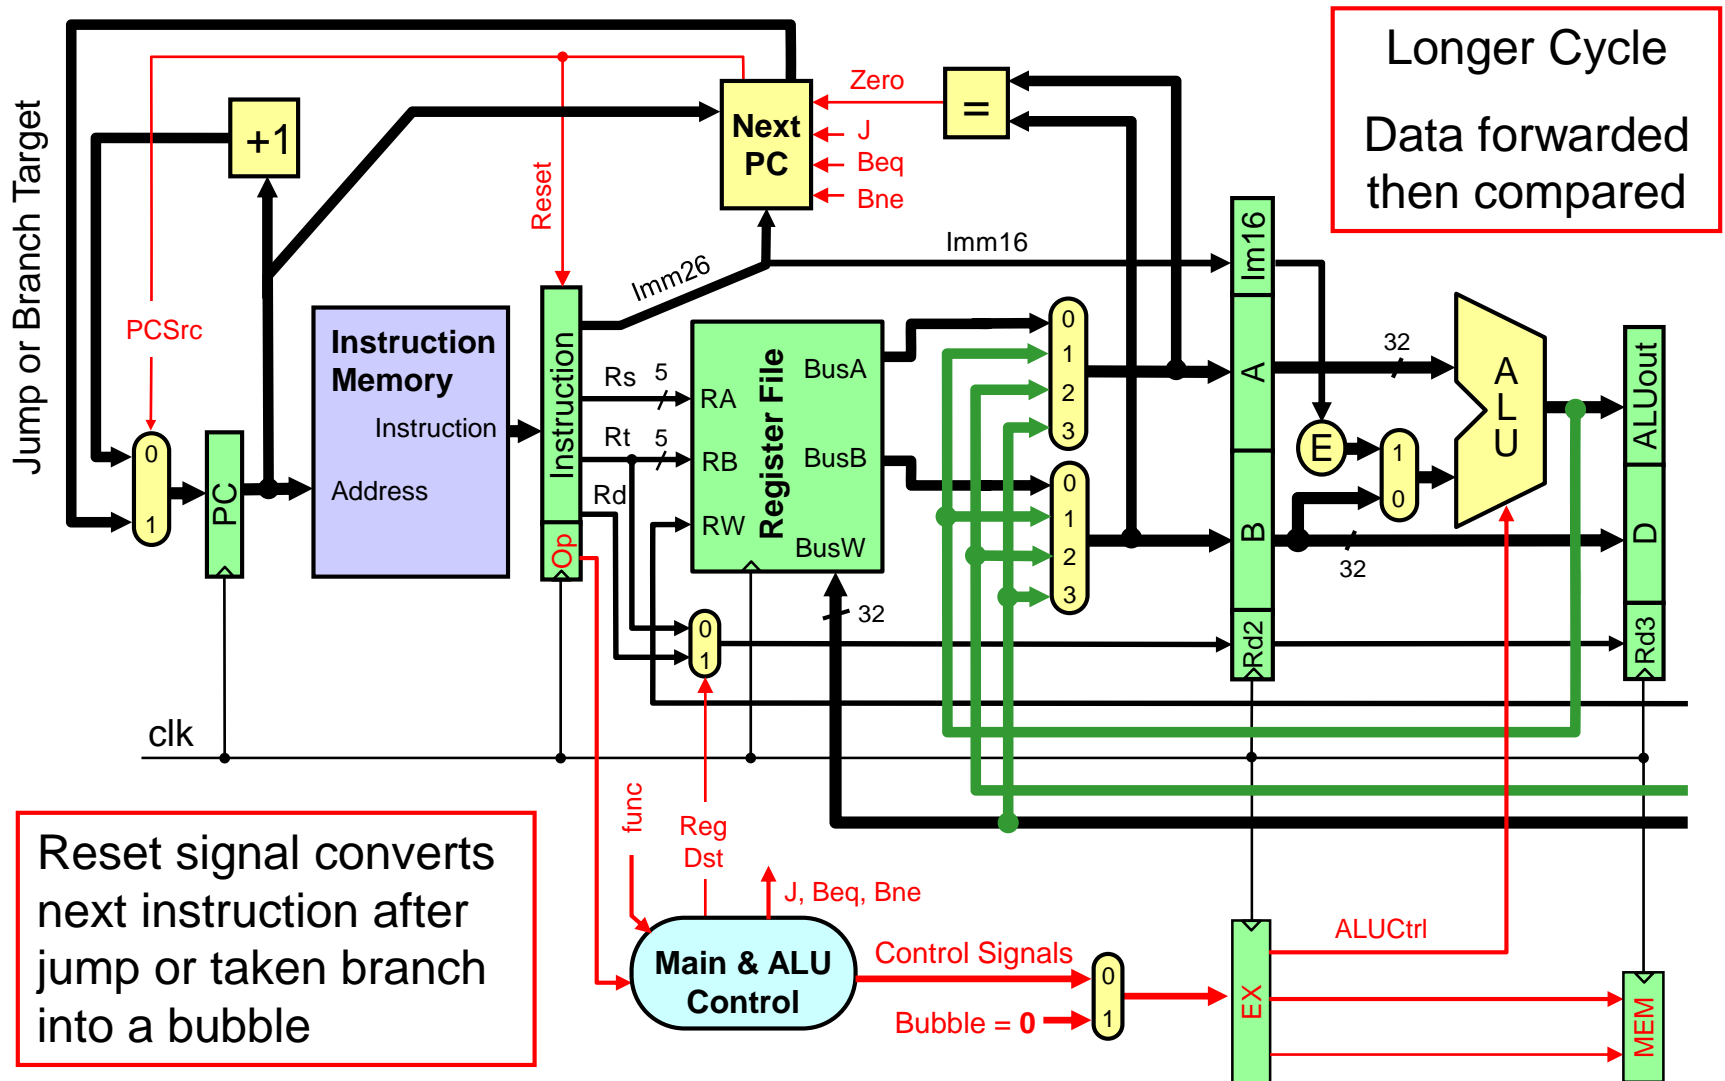 Longer Cycle
Data forwarded
then compared
Jump or Branch Target
+1
Next
PC
Zero
=
J
Beq
Bne
Reset
PCSrc
Imm26
Imm16
Im16
0
1
PC
Instruction
Memory
Instruction
Address
Instruction
Op
Rs
5
Rt
5
Rd
RA
RB
RW
Register File
BusA
BusB
BusW
32
0
1
2
3
0
1
2
3
0
1
A
B
Rd2
32
E
1
0
32
A
L
U
ALUout
D
Rd3
clk
func
Reg
Dst
J, Beq, Bne
Main & ALU
Control
Control Signals
Bubble = 0
0
1
EX
ALUCtrl
MEM
Reset signal converts
next instruction after
jump or taken branch
into a bubble